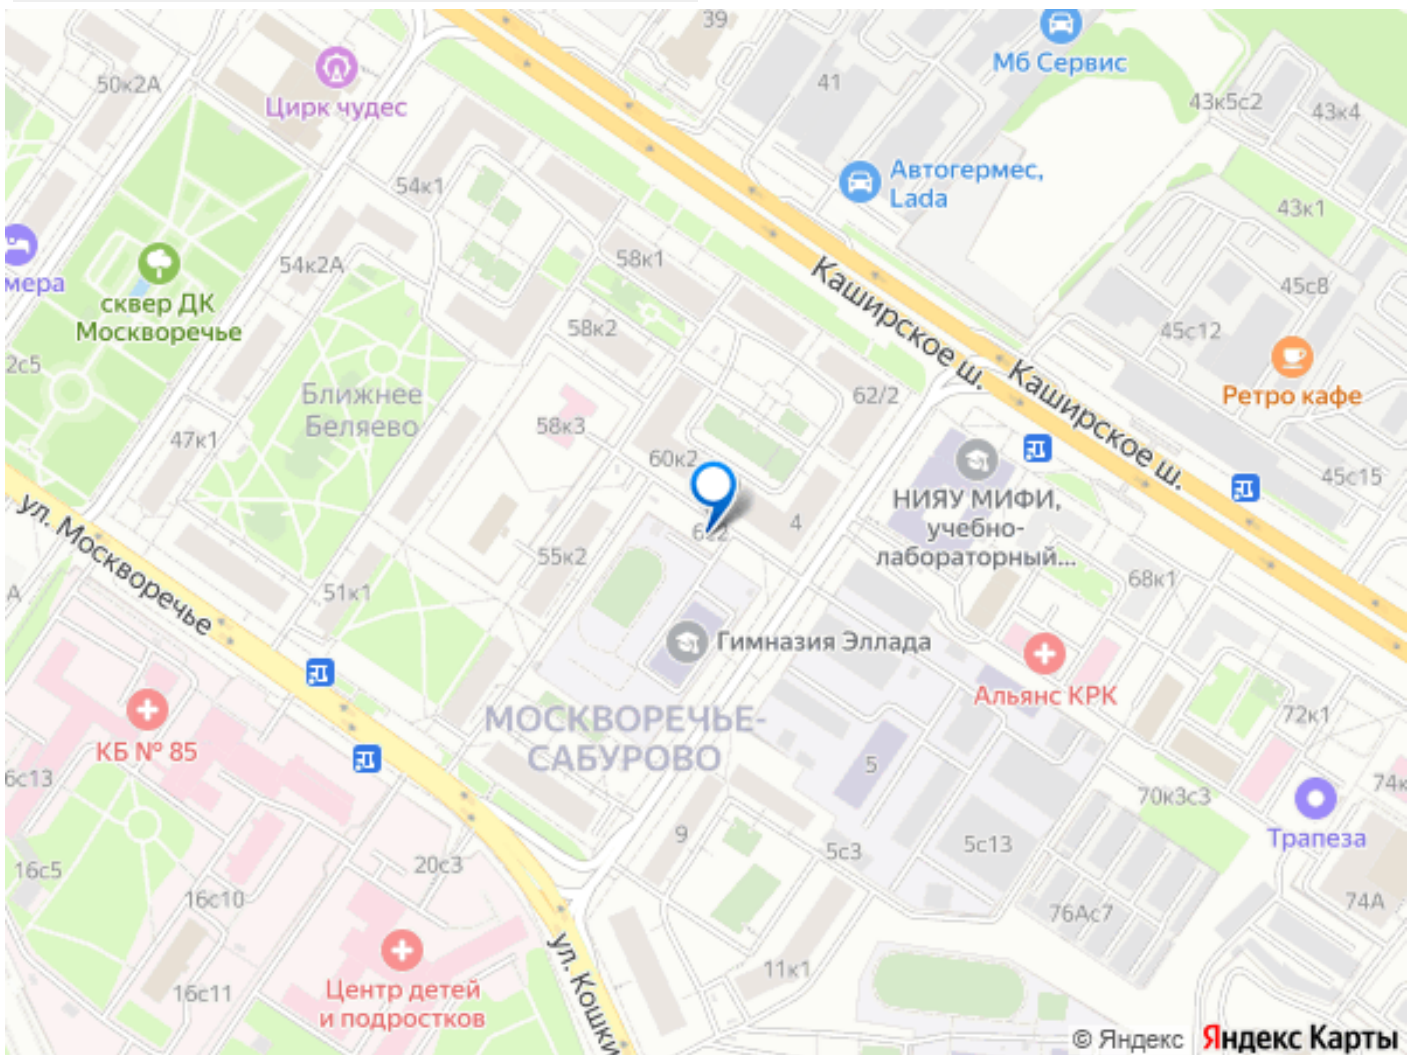 39
Мб Сервис
50к2А
41
43к5с2
43к4
Цирк чудес
Автогермес,
Lada
54к1
43к1
58к1
54к2А
мера
сквер ДК
Москворечье
Каширское ш.
45с8
58к2
45с12
2с5
Ретро кафе
Каширское ш.
Ближнее
Беляево
62/2
58к3
47к1
60к2
45с15
НИЯУ МИФИ,
учебно-
лабораторный...
ул. Москворечье
4
55к2
68к1
А
51к1
Гимназия Эллада
Альянс КРК
МОСКВОРЕЧЬЕ-
САБУРОВО
72к1
КБ № 85
5
6с13
74к
70к3с3
Трапеза
9
5с3
5с13
16с5
20с3
16с10
74А
76Ас7
ул. Кошки
11к1
16с11
Центр детей
и подростков
© Яндекс
Яндекс Карты